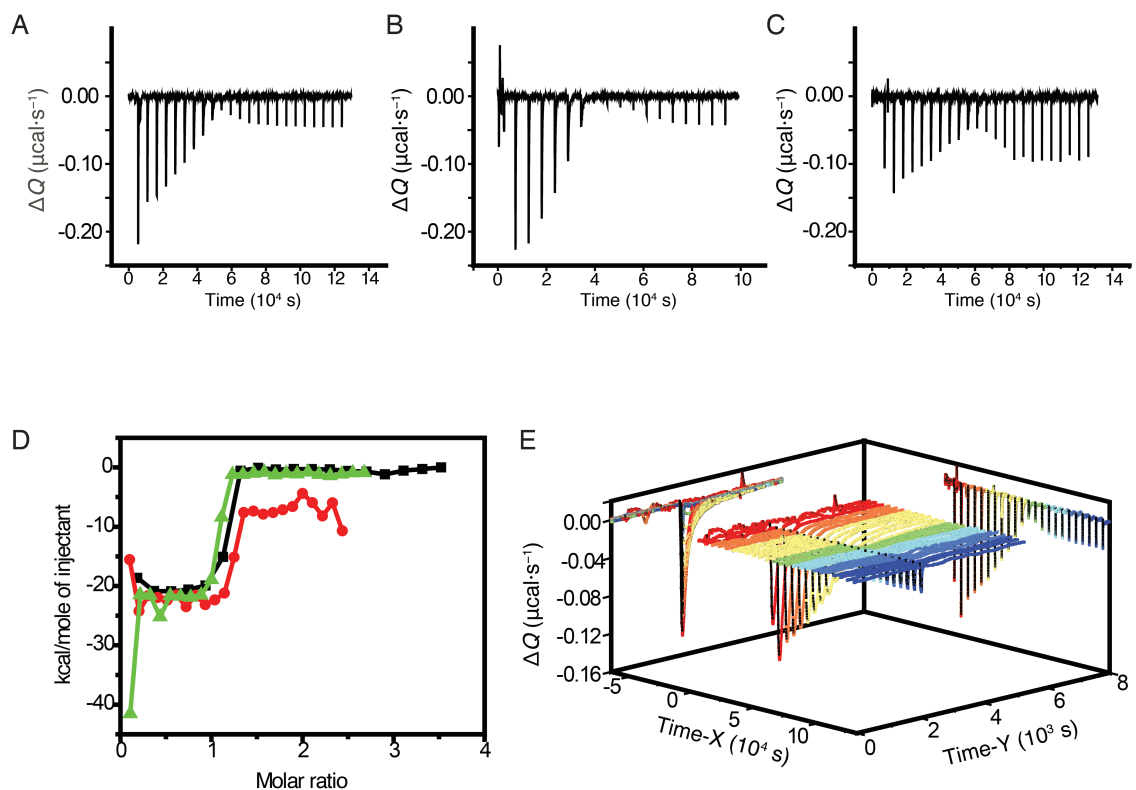 A
B
C
0.00
-0.10
-0.20
ΔQ (µcal·s⁻¹)
0 2 4 6 8 10 12 14
Time (10⁴ s)
0.00
-0.10
-0.20
ΔQ (µcal·s⁻¹)
0 2 4 6 8 10
Time (10⁴ s)
0.00
-0.10
-0.20
ΔQ (µcal·s⁻¹)
0 2 4 6 8 10 12 14
Time (10⁴ s)
D
0
-10
-20
-30
-40
kcal/mole of injectant
0 1 2 3 4
Molar ratio
E
0.00
-0.04
-0.08
-0.12
-0.16
ΔQ (µcal·s⁻¹)
-5 0 5 10
Time-X (10⁴ s)
0 2 4 6 8
Time-Y (10³ s)